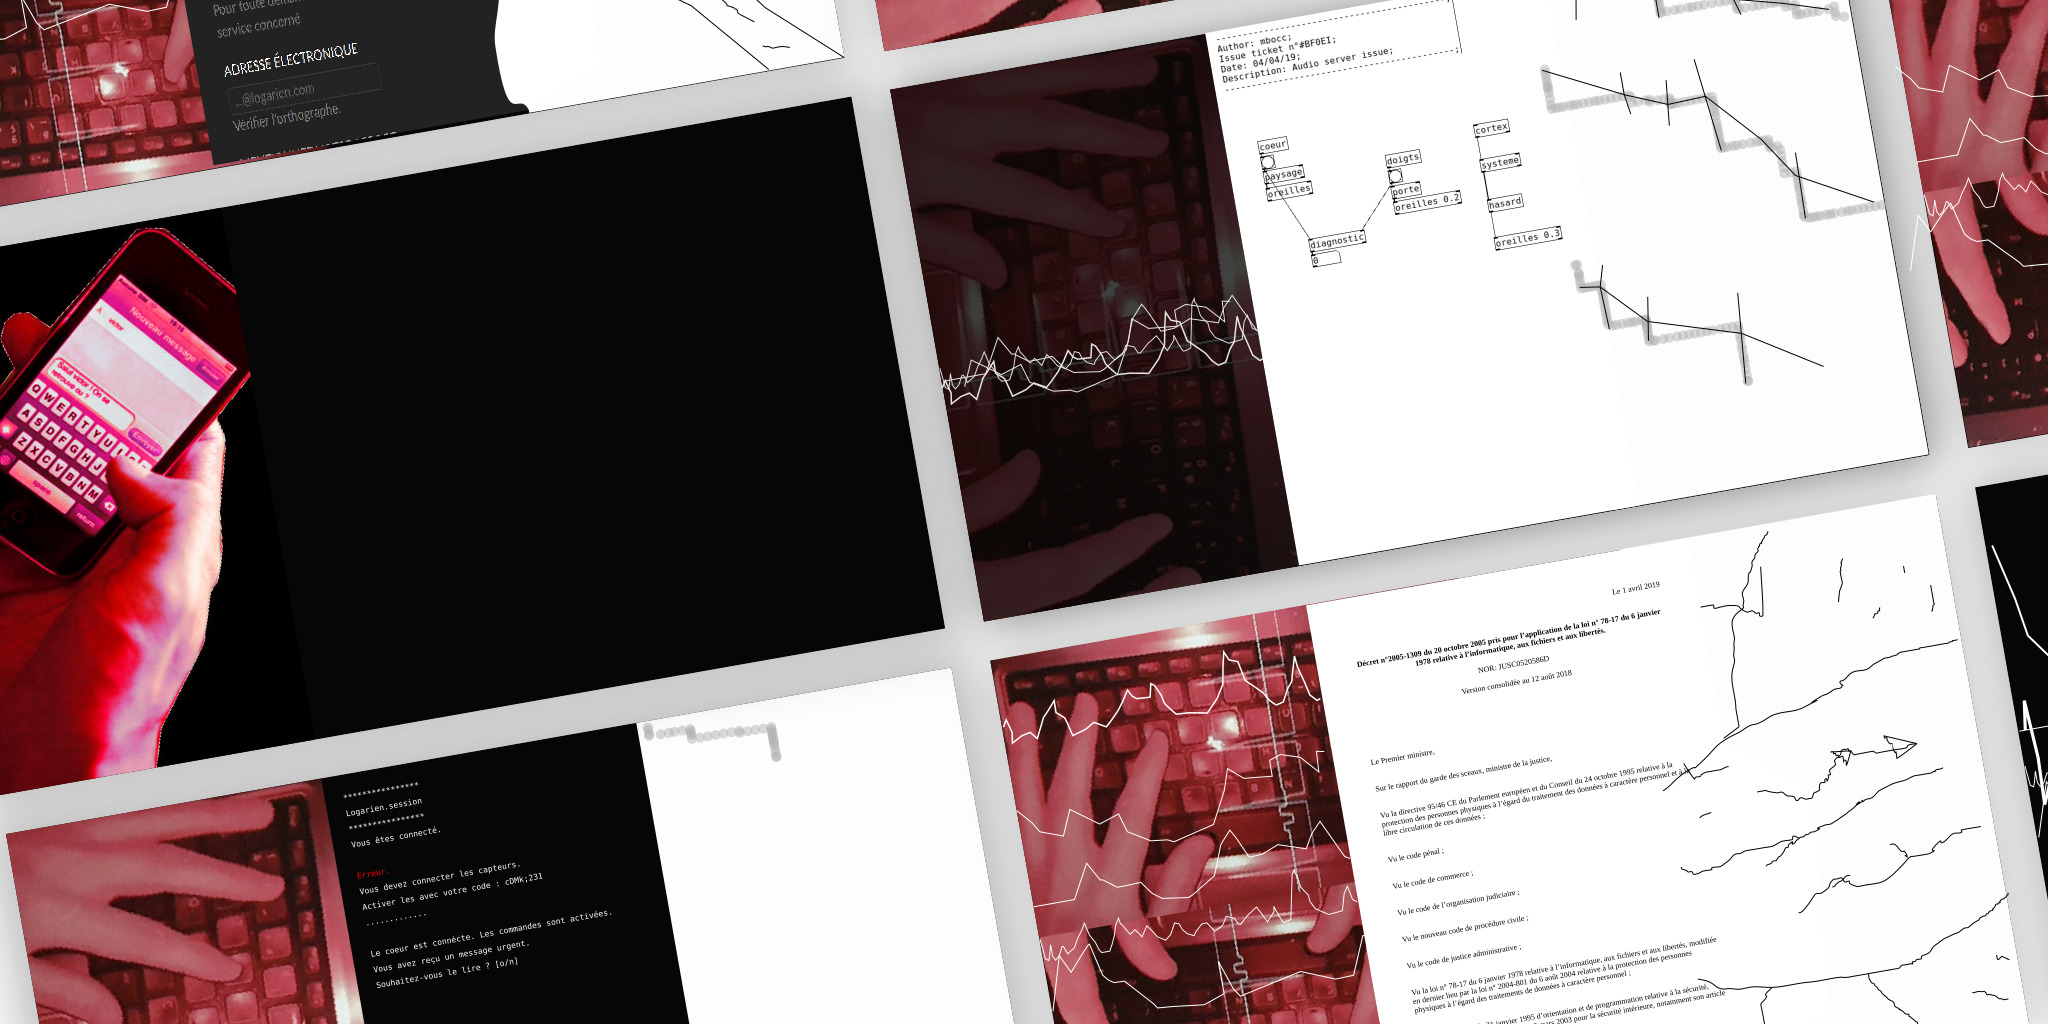 Pour toute
service concerné
ADRESSE ÉLECTRONIQUE
...@logarien.com
Vérifier l'orthographe.
Author: mbocc;
Issue ticket n°#BF0EI;
Date: 04/04/19;
Description: Audio server issue;
coeur
paysage
oreilles
doigts
porte
oreilles 0.2
diagnostic
0
cortex
systeme
hasard
oreilles 0.3
Nouveau message
A victor
Salut victor ! On se
retrouve ou ?
Envoyer
Q W E R T Y U
A S D F G H J
Z X C V B N M
space
return
****************
Logarien.session
****************
Vous êtes connecté.
Erreur.
Vous devez connecter les capteurs.
Activer les avec votre code : cDMk;231
.............
Le coeur est connécte. Les commandes sont activées.
Vous avez reçu un message urgent.
Souhaitez-vous le lire ? [o/n]
Le 1 avril 2019
Décret n°2005-1309 du 20 octobre 2005 pris pour l'application de la loi n° 78-17 du 6 janvier
1978 relative à l'informatique, aux fichiers et aux libertés.
NOR: JUSC0520586D
Version consolidée au 12 août 2018
Le Premier ministre,
Sur le rapport du garde des sceaux, ministre de la justice,
Vu la directive 95/46 CE du Parlement européen et du Conseil du 24 octobre 1995 relative à la
protection des personnes physiques à l'égard du traitement des données à caractère personnel et à la
libre circulation de ces données ;
Vu le code pénal ;
Vu le code de commerce ;
Vu le code de l'organisation judiciaire ;
Vu le nouveau code de procédure civile ;
Vu le code de justice administrative ;
Vu la loi n° 78-17 du 6 janvier 1978 relative à l'informatique, aux fichiers et aux libertés, modifiée
en dernier lieu par la loi n° 2004-801 du 6 août 2004 relative à la protection des personnes
physiques à l'égard des traitements de données à caractère personnel ;
janvier 1995 d'orientation et de programmation relative à la sécurité,
mars 2003 pour la sécurité intérieure, notamment son article